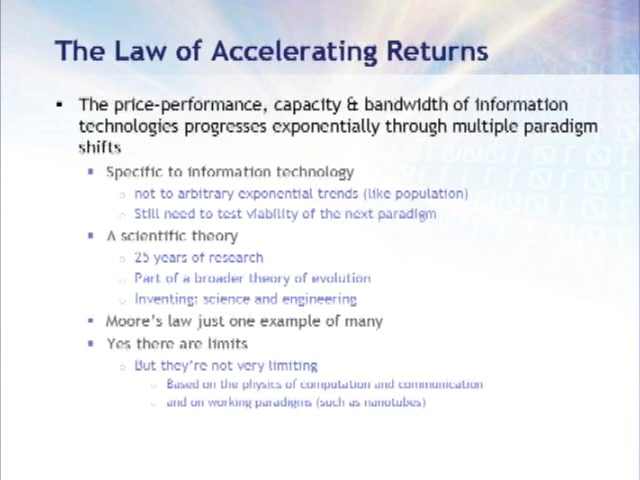 The Law of Accelerating Returns
The price-performance, capacity & bandwidth of information
technologies progresses exponentially through multiple paradigm
shifts
Specific to information technology
not to arbitrary exponential trends (like population)
Still need to test viability of the next paradigm
A scientific theory
25 years of research
Part of a broader theory of evolution
Inventing: science and engineering
Moore's law just one example of many
Yes there are limits
But they're not very limiting
Based on the physics of computation and communication
and on working paradigms (such as nanotubes)